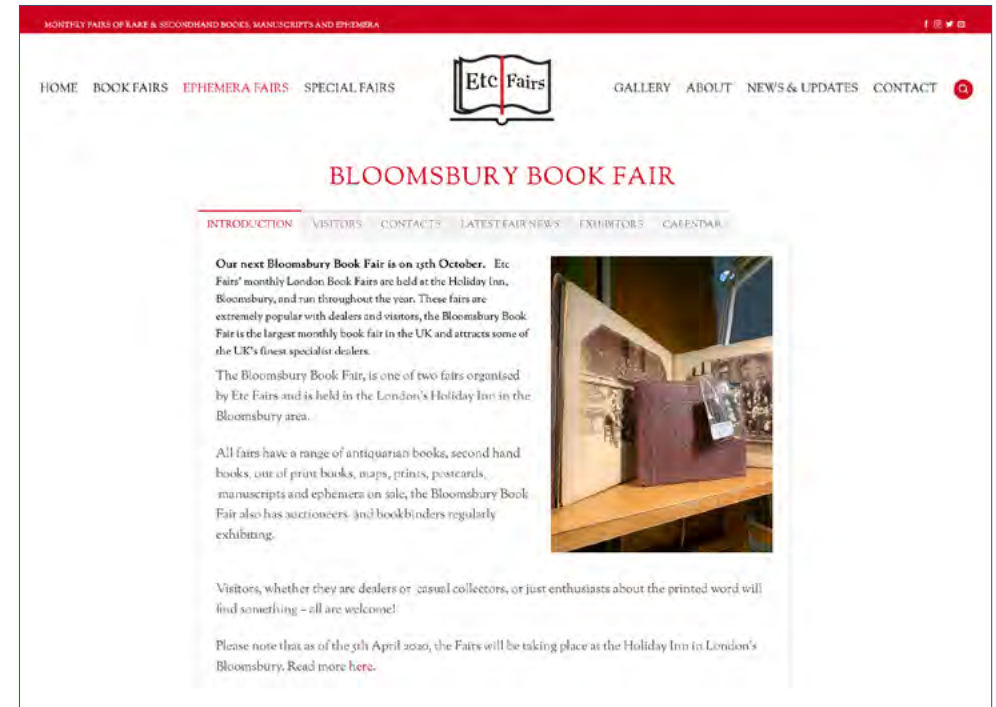 MONTHLY FAIRS OF RARE & SECONDHAND BOOKS, MANUSCRIPTS AND EPHEMERA
HOME BOOK FAIRS EPHEMERA FAIRS SPECIAL FAIRS
Etc Fairs
GALLERY ABOUT NEWS & UPDATES CONTACT
BLOOMSBURY BOOK FAIR
INTRODUCTION VISITORS CONTACTS LATEST FAIR NEWS EXHIBITORS CALENDAR
Our next Bloomsbury Book Fair is on 15th October. Etc
Fairs' monthly London Book Fairs are held at the Holiday Inn,
Bloomsbury, and run throughout the year. These fairs are
extremely popular with dealers and visitors, the Bloomsbury Book
Fair is the largest monthly book fair in the UK and attracts some of
the UK's finest specialist dealers.
The Bloomsbury Book Fair, is one of two fairs organised
by Etc Fairs and is held in the London's Holiday Inn in the
Bloomsbury area.
All fairs have a range of antiquarian books, second hand
books, out of print books, maps, prints, postcards,
manuscripts and ephemera on sale, the Bloomsbury Book
Fair also has auctioneers and bookbinders regularly
exhibiting.
Visitors, whether they are dealers or casual collectors, or just enthusiasts about the printed word will
find something – all are welcome!
Please note that as of the 5th April 2020, the Fairs will be taking place at the Holiday Inn in London's
Bloomsbury. Read more here.